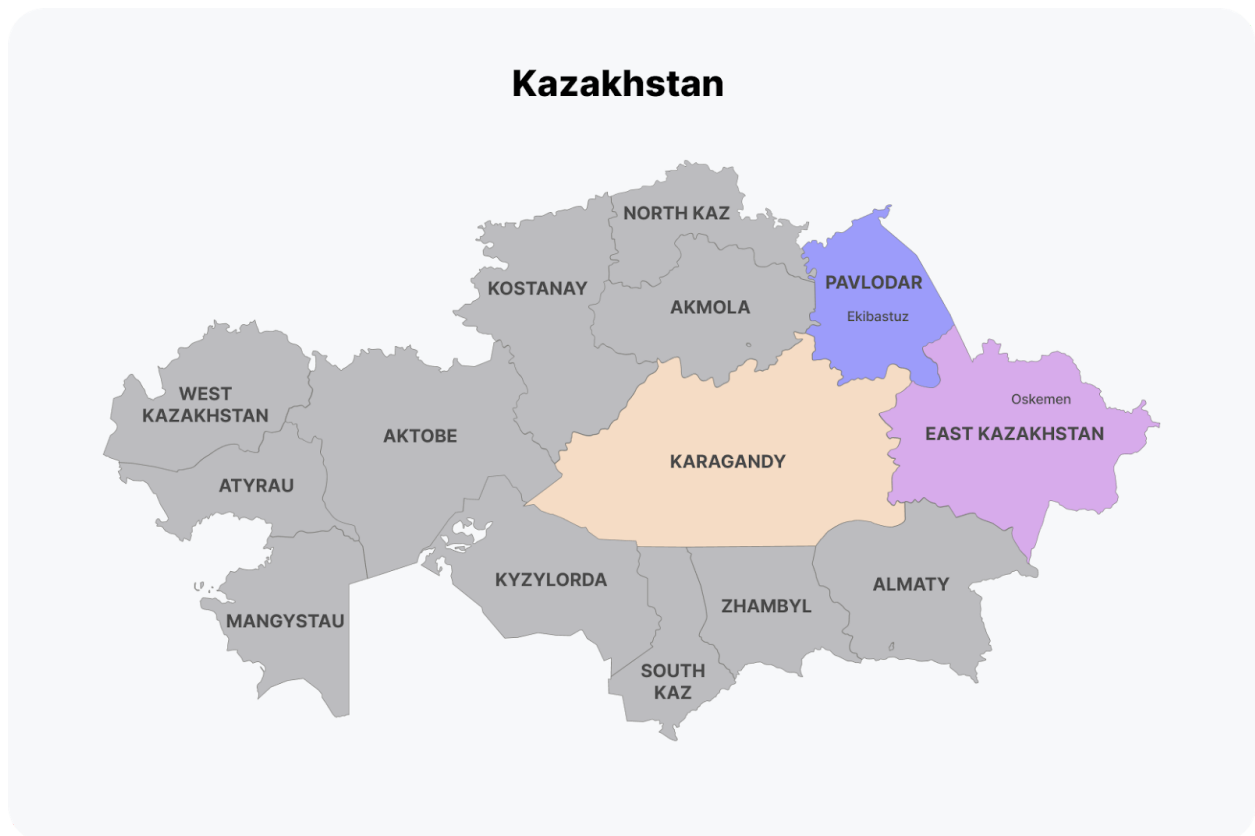 Kazakhstan
NORTH KAZ
KOSTANAY
PAVLODAR
AKMOLA
Ekibastuz
WEST
KAZAKHSTAN
Oskemen
AKTOBE
EAST KAZAKHSTAN
KARAGANDY
ATYRAU
KYZYLORDA
ALMATY
ZHAMBYL
MANGYSTAU
SOUTH
KAZ